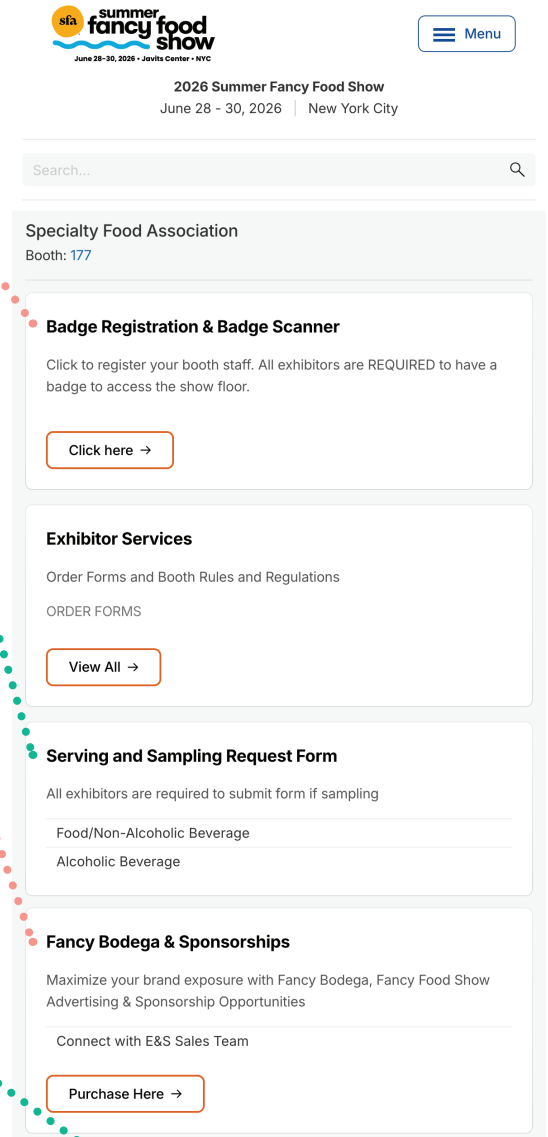 sfa
summer
fancy food
show
June 28-30, 2026 • Javits Center • NYC
Menu
2026 Summer Fancy Food Show
June 28 - 30, 2026 | New York City
Search...
Specialty Food Association
Booth: 177
Badge Registration & Badge Scanner
Click to register your booth staff. All exhibitors are REQUIRED to have a
badge to access the show floor.
Click here →
Exhibitor Services
Order Forms and Booth Rules and Regulations
ORDER FORMS
View All →
Serving and Sampling Request Form
All exhibitors are required to submit form if sampling
Food/Non-Alcoholic Beverage
Alcoholic Beverage
Fancy Bodega & Sponsorships
Maximize your brand exposure with Fancy Bodega, Fancy Food Show
Advertising & Sponsorship Opportunities
Connect with E&S Sales Team
Purchase Here →